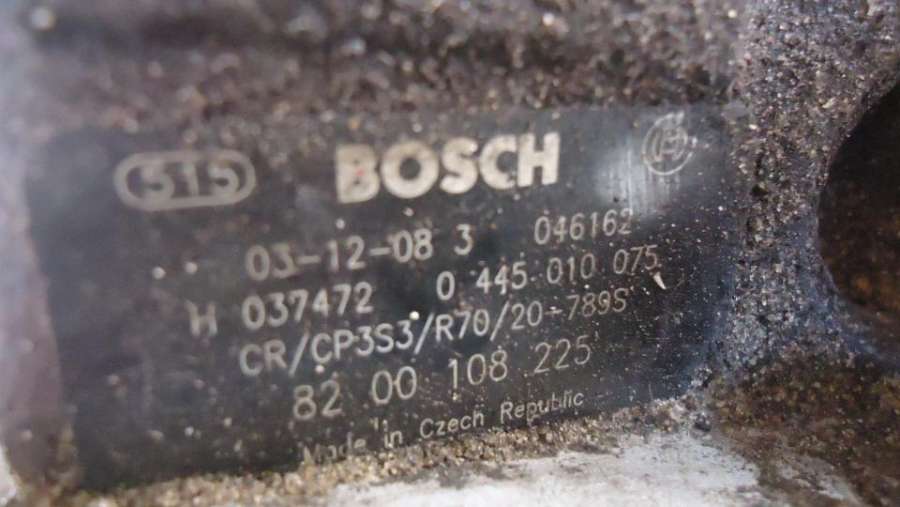 515 BOSCH
03-12-08 3 046162
H 037472 0 445 010 075
CR/CP3S3/R70/20-789S
82 00 108 225
Made in Czech Republic